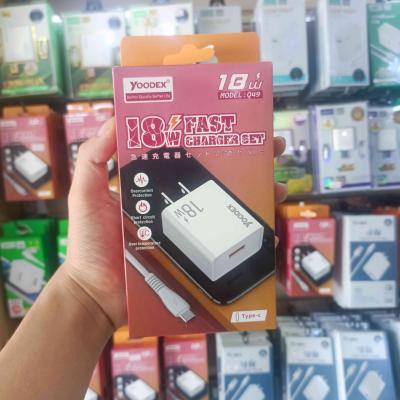 YOODEX
Better Quality Better Life
18W
MODEL:Q49
18W FAST
CHARGER SET
Overcurrent
Protection
Short circuit
protection
Over temperature
protection
18W
YOODEX
Type-c